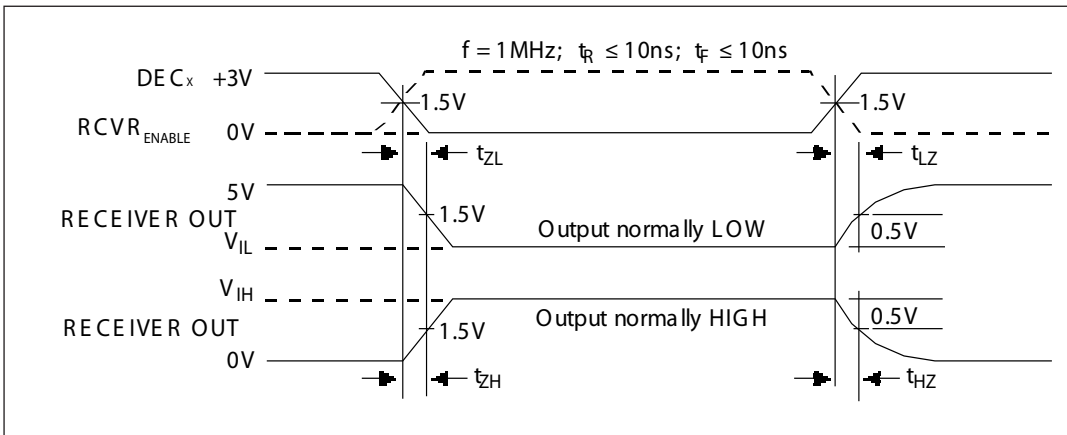 f = 1MHz; tR ≤ 10ns; tF ≤ 10ns
DECx +3V
1.5V 1.5V
RCVRENABLE 0V
tZL tLZ
5V
RECEIVER OUT 1.5V Output normally LOW 0.5V
VIL
VIH
RECEIVER OUT 1.5V Output normally HIGH 0.5V
0V
tZH tHZ